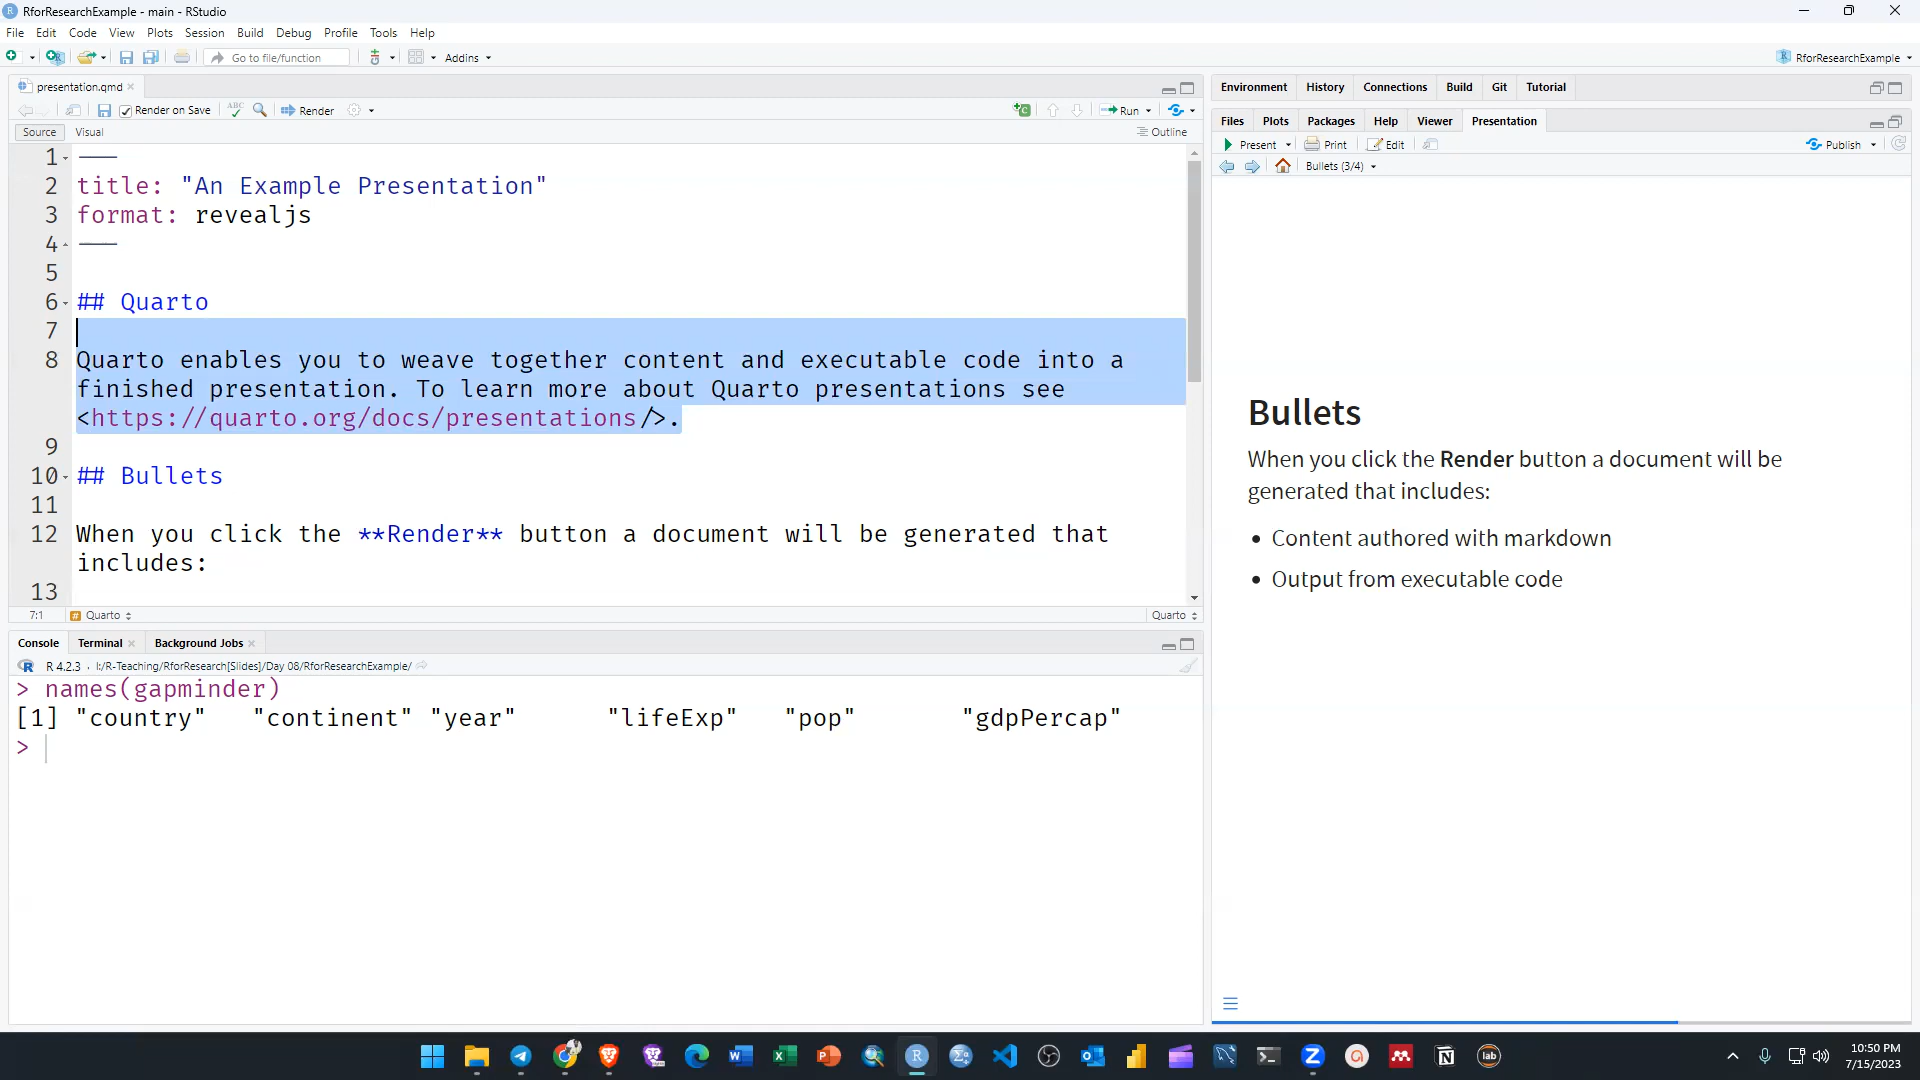 RforResearchExample - main - RStudio
File Edit Code View Plots Session Build Debug Profile Tools Help
Go to file/function Addins RforResearchExample
presentation.qmd
Render on Save ABC Render Run
Source Visual Outline
1 ---
2 title: "An Example Presentation"
3 format: revealjs
4 ---
5
6 ## Quarto
7
8 Quarto enables you to weave together content and executable code into a
finished presentation. To learn more about Quarto presentations see
<https://quarto.org/docs/presentations/>.
9
10 ## Bullets
11
12 When you click the **Render** button a document will be generated that
includes:
13
7:1 Quarto Quarto
Console Terminal Background Jobs
R 4.2.3 · I:/R-Teaching/RforResearch[Slides]/Day 08/RforResearchExample/
> names(gapminder)
[1] "country" "continent" "year" "lifeExp" "pop" "gdpPercap"
>
Environment History Connections Build Git Tutorial
Files Plots Packages Help Viewer Presentation
Present Print Edit Publish
Bullets (3/4)
Bullets
When you click the Render button a document will be
generated that includes:
• Content authored with markdown
• Output from executable code
lab
10:50 PM
7/15/2023